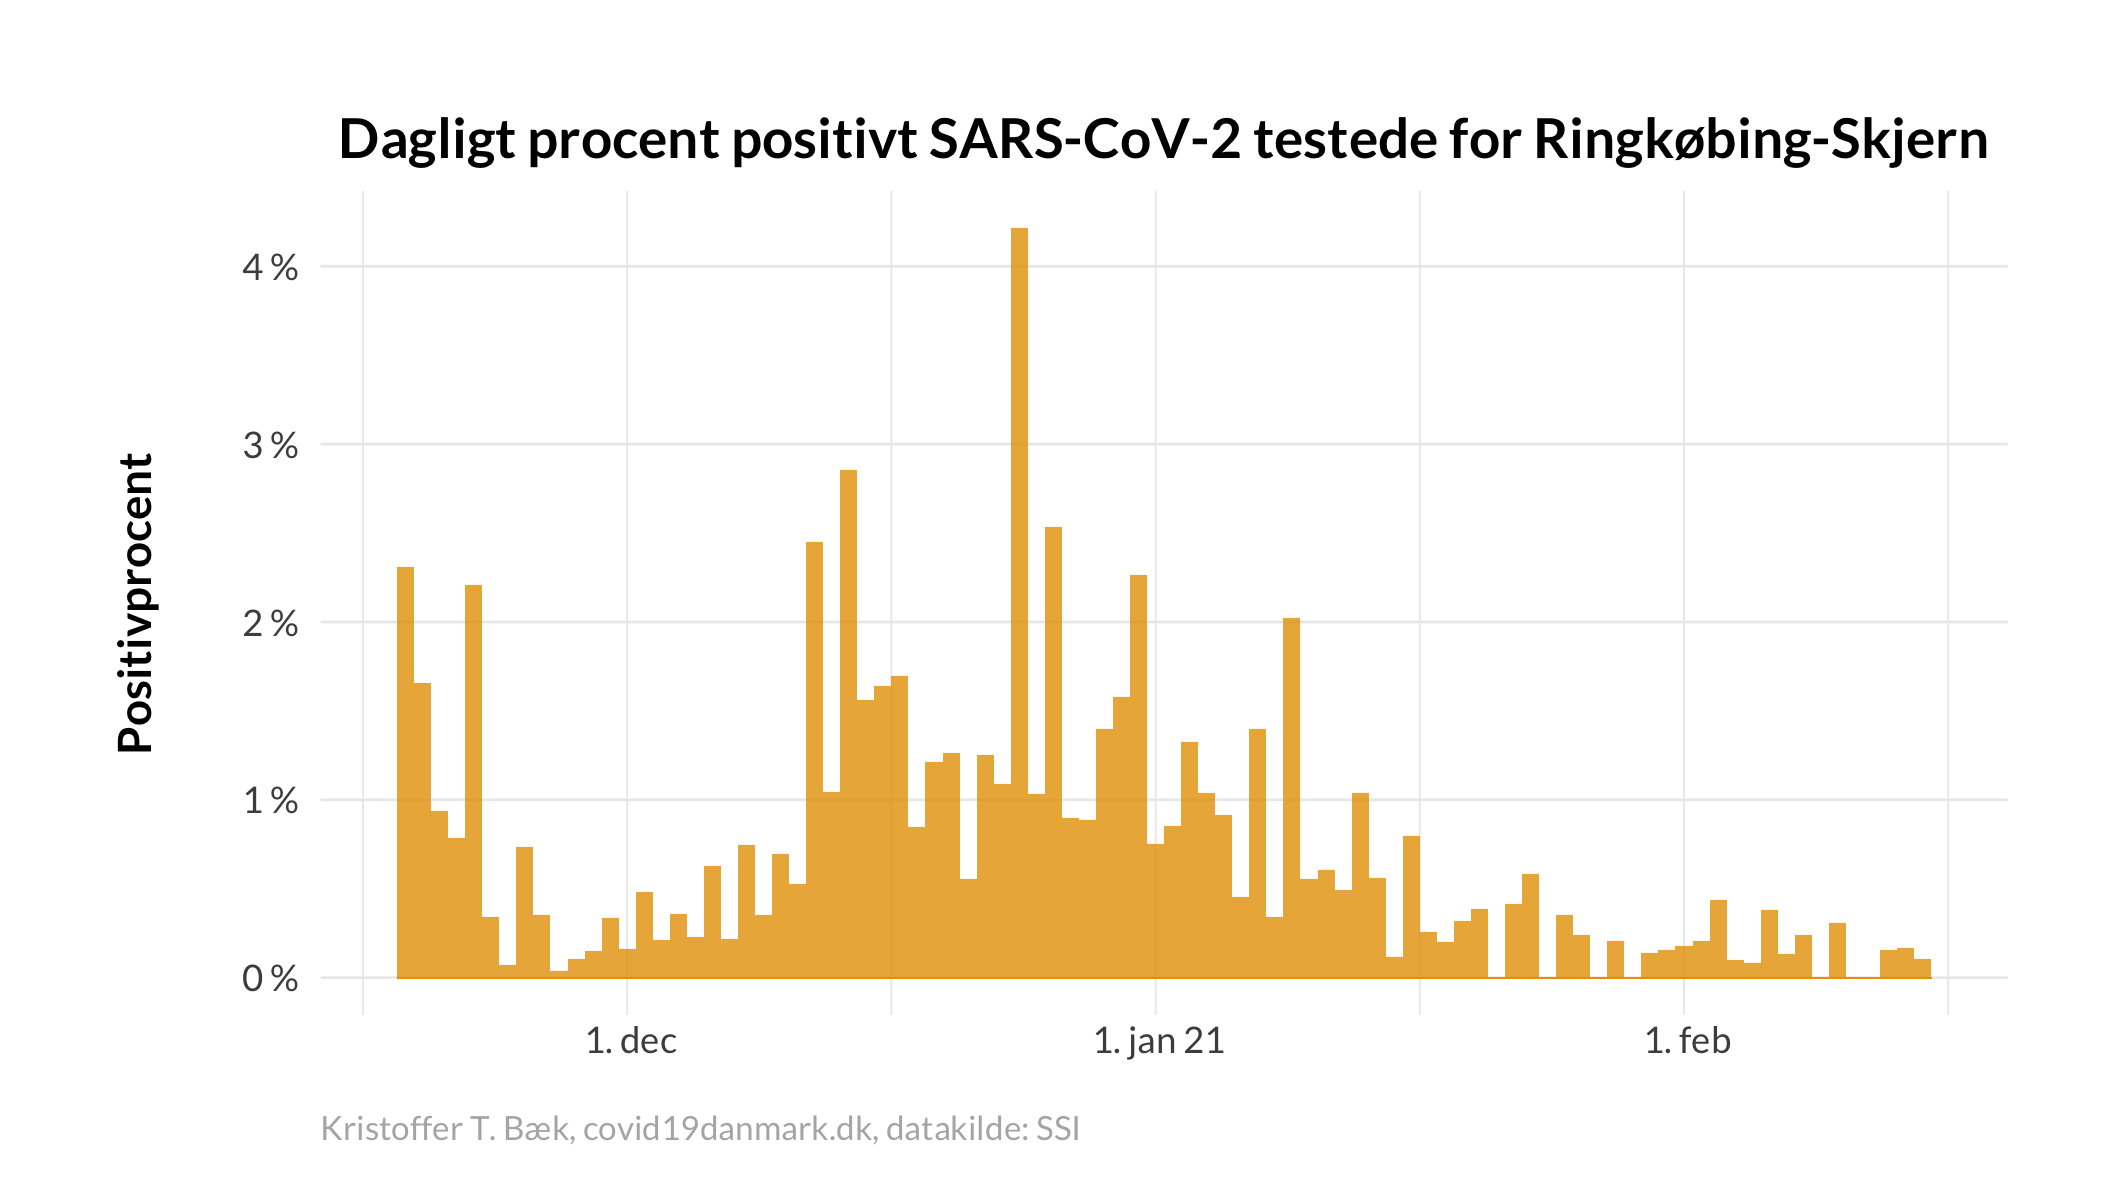 Dagligt procent positivt SARS-CoV-2 testede for Ringkøbing-Skjern
Positivprocent
4 %
3 %
2 %
1 %
0 %
1. dec
1. jan 21
1. feb
Kristoffer T. Bæk, covid19danmark.dk, datakilde: SSI